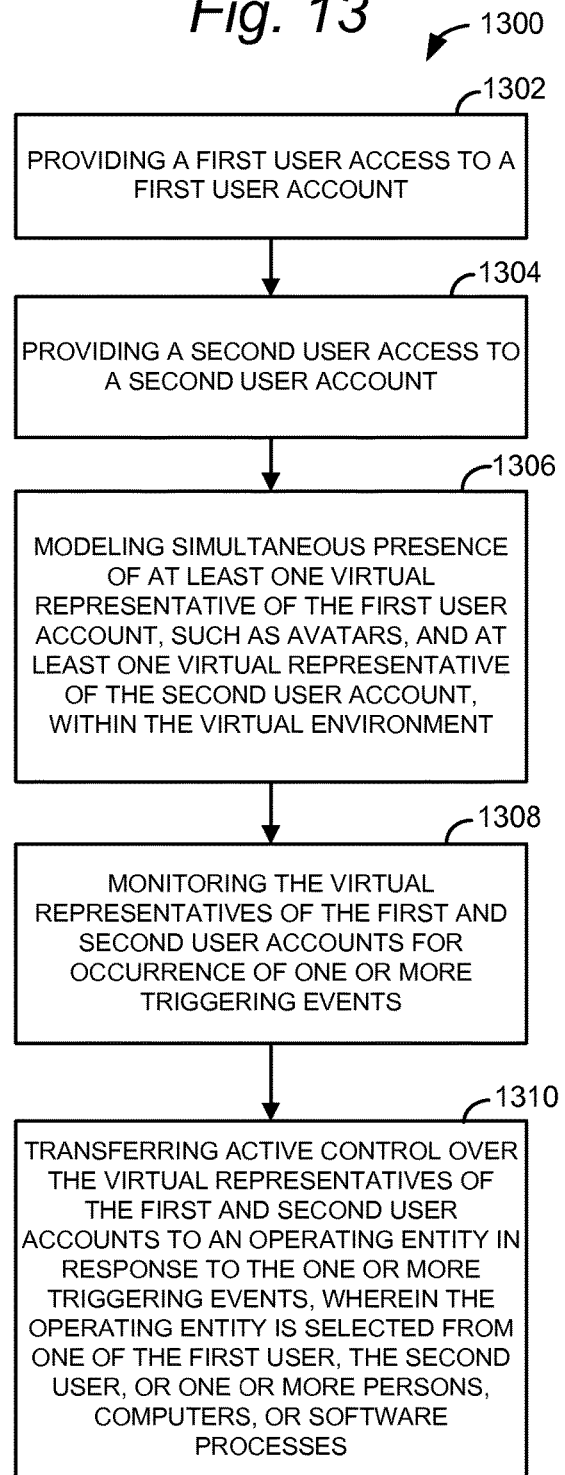 Fig. 13
1300
1302
PROVIDING A FIRST USER ACCESS TO A
FIRST USER ACCOUNT
1304
PROVIDING A SECOND USER ACCESS TO
A SECOND USER ACCOUNT
1306
MODELING SIMULTANEOUS PRESENCE
OF AT LEAST ONE VIRTUAL
REPRESENTATIVE OF THE FIRST USER
ACCOUNT, SUCH AS AVATARS, AND AT
LEAST ONE VIRTUAL REPRESENTATIVE
OF THE SECOND USER ACCOUNT,
WITHIN THE VIRTUAL ENVIRONMENT
1308
MONITORING THE VIRTUAL
REPRESENTATIVES OF THE FIRST AND
SECOND USER ACCOUNTS FOR
OCCURRENCE OF ONE OR MORE
TRIGGERING EVENTS
1310
TRANSFERRING ACTIVE CONTROL OVER
THE VIRTUAL REPRESENTATIVES OF
THE FIRST AND SECOND USER
ACCOUNTS TO AN OPERATING ENTITY IN
RESPONSE TO THE ONE OR MORE
TRIGGERING EVENTS, WHEREIN THE
OPERATING ENTITY IS SELECTED FROM
ONE OF THE FIRST USER, THE SECOND
USER, OR ONE OR MORE PERSONS,
COMPUTERS, OR SOFTWARE
PROCESSES